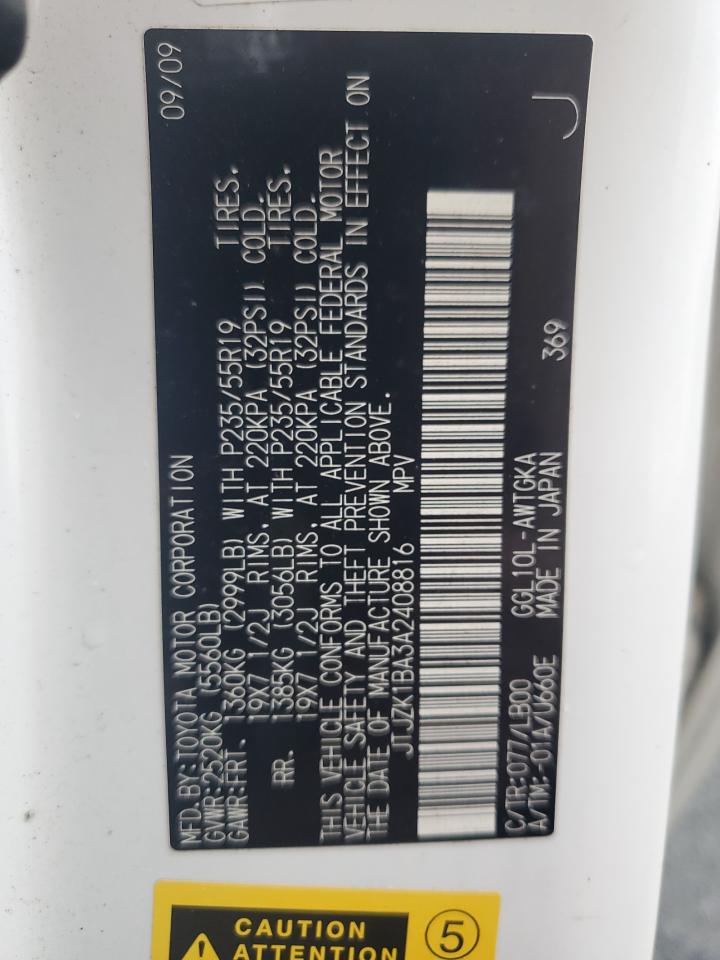 MFD.BY:TOYOTA MOTOR CORPORATION 09/09
GVWR:2520KG (5560LB)
GAWR:FRT. 1360KG (2999LB) WITH P235/55R19 TIRES,
19X7 1/2J RIMS, AT 220KPA (32PSI) COLD.
RR. 1385KG (3056LB) WITH P235/55R19 TIRES,
19X7 1/2J RIMS, AT 220KPA (32PSI) COLD.
THIS VEHICLE CONFORMS TO ALL APPLICABLE FEDERAL MOTOR
VEHICLE SAFETY AND THEFT PREVENTION STANDARDS IN EFFECT ON
THE DATE OF MANUFACTURE SHOWN ABOVE.
JTJZK1BA3A2408816 MPV
C/TR:077/LB00 GGL10L-AWTGKA
A/TM:-01A/U660E MADE IN JAPAN 369 J
CAUTION
ATTENTION
5